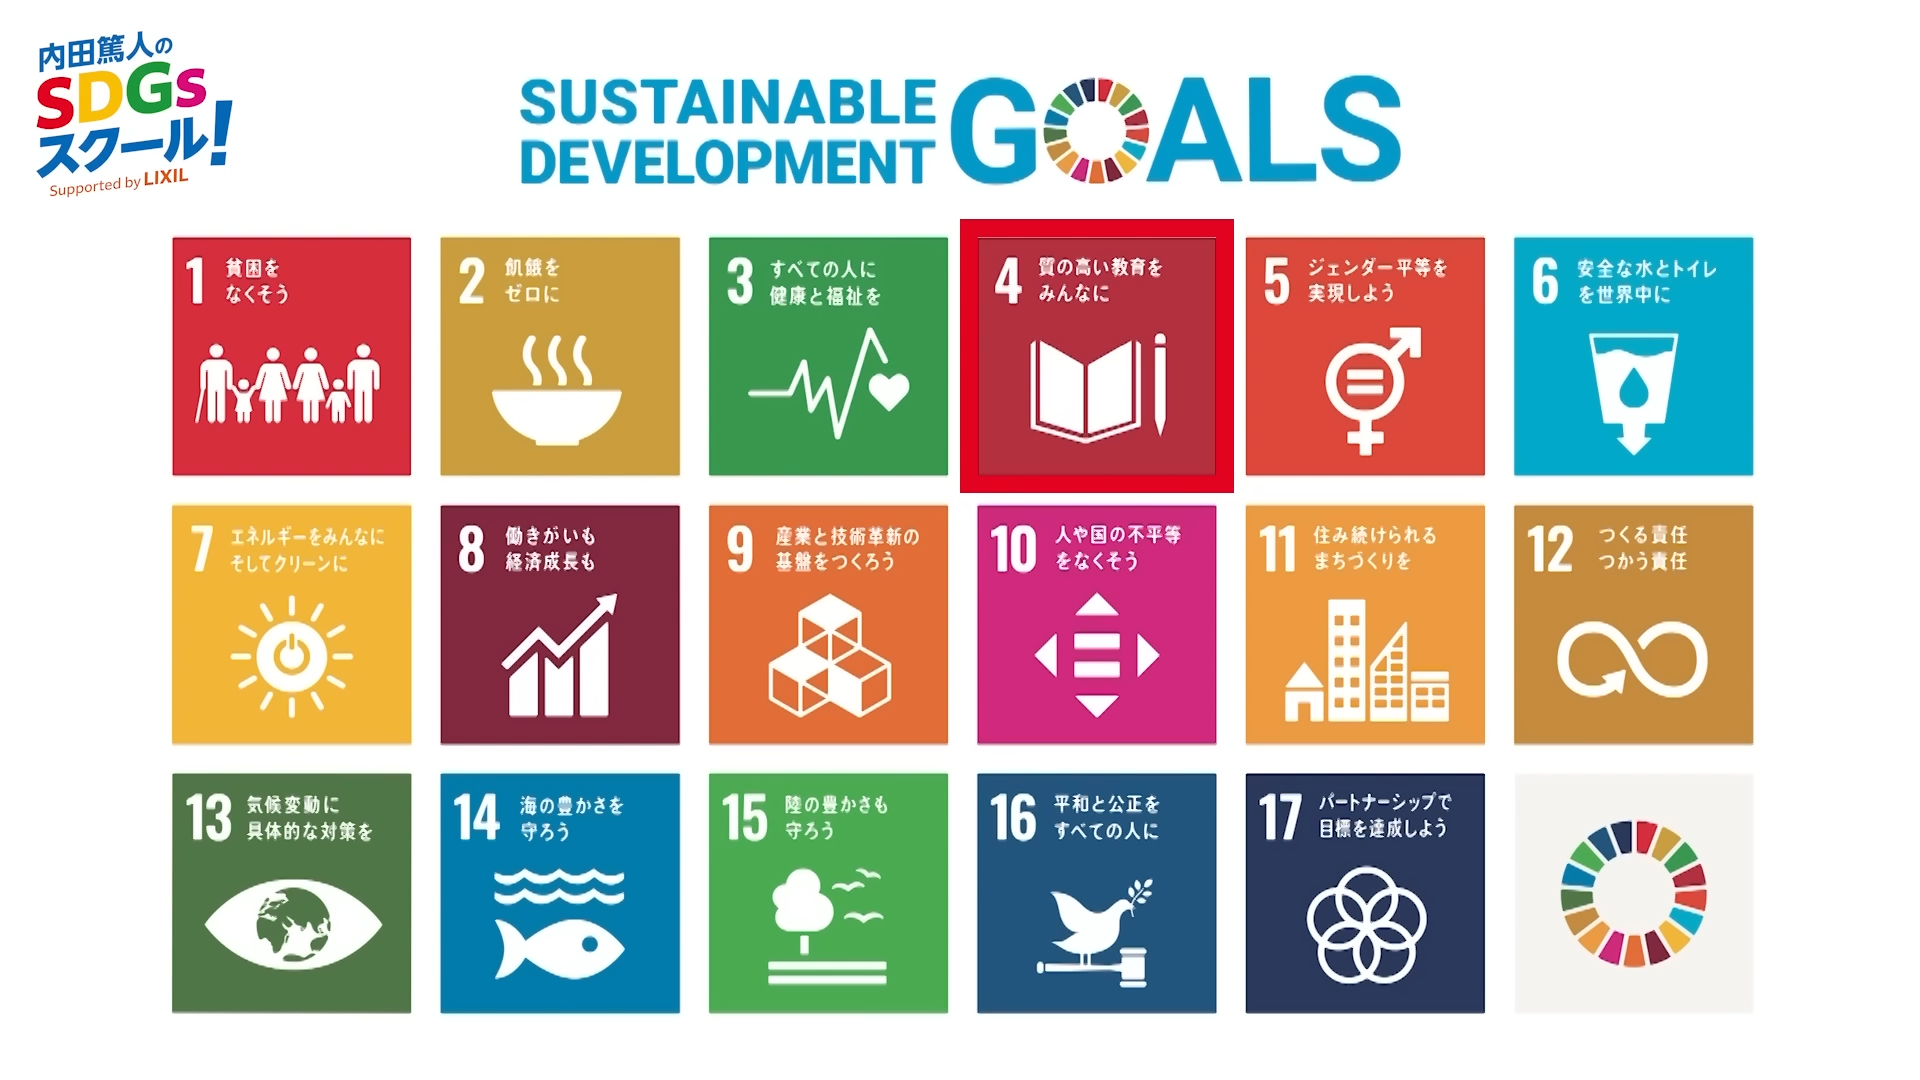 内田篤人の
SDGs
スクール!
Supported by LIXIL
SUSTAINABLE
DEVELOPMENT
GOALS
1 貧困を
なくそう
2 飢餓を
ゼロに
3 すべての人に
健康と福祉を
4 質の高い教育を
みんなに
5 ジェンダー平等を
実現しよう
6 安全な水とトイレ
を世界中に
7 エネルギーをみんなに
そしてクリーンに
8 働きがいも
経済成長も
9 産業と技術革新の
基盤をつくろう
10 人や国の不平等
をなくそう
11 住み続けられる
まちづくりを
12 つくる責任
つかう責任
13 気候変動に
具体的な対策を
14 海の豊かさを
守ろう
15 陸の豊かさも
守ろう
16 平和と公正を
すべての人に
17 パートナーシップで
目標を達成しよう